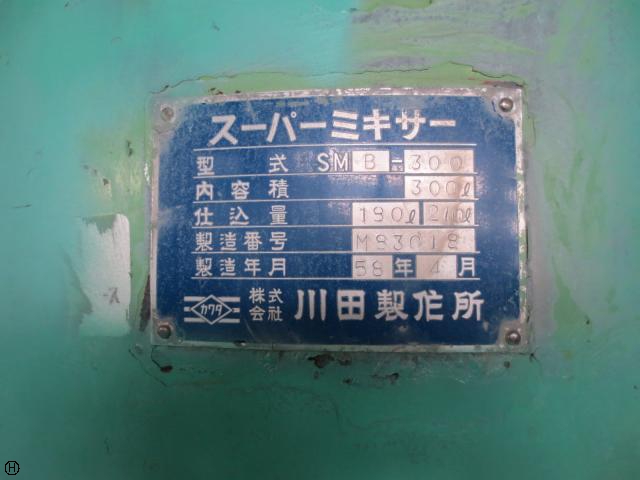 スーパーミキサー
型式 SMB-300
内容積 300ℓ
仕込量 190ℓ 210ℓ
製造番号 M83018
製造年月 58年4月
カワタ 株式会社 川田製作所
H